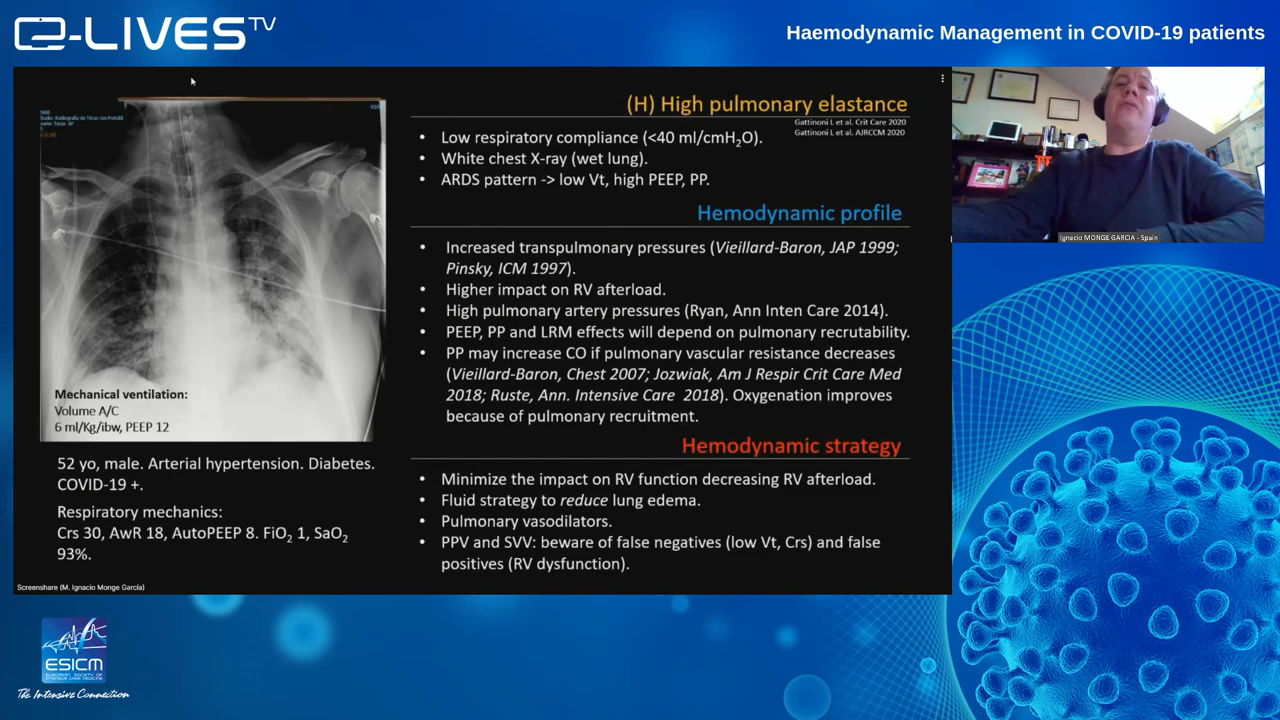 e-LIVES TV
Haemodynamic Management in COVID-19 patients
(H) High pulmonary elastance
Gattinoni L et al. Crit Care 2020
Gattinoni L et al. AJRCCM 2020
• Low respiratory compliance (<40 ml/cmH2O).
• White chest X-ray (wet lung).
• ARDS pattern -> low Vt, high PEEP, PP.
Hemodynamic profile
• Increased transpulmonary pressures (Vieillard-Baron, JAP 1999;
Pinsky, ICM 1997).
• Higher impact on RV afterload.
• High pulmonary artery pressures (Ryan, Ann Inten Care 2014).
• PEEP, PP and LRM effects will depend on pulmonary recrutability.
• PP may increase CO if pulmonary vascular resistance decreases
(Vieillard-Baron, Chest 2007; Jozwiak, Am J Respir Crit Care Med
2018; Ruste, Ann. Intensive Care 2018). Oxygenation improves
because of pulmonary recruitment.
Hemodynamic strategy
• Minimize the impact on RV function decreasing RV afterload.
• Fluid strategy to reduce lung edema.
• Pulmonary vasodilators.
• PPV and SVV: beware of false negatives (low Vt, Crs) and false
positives (RV dysfunction).
Mechanical ventilation:
Volume A/C
6 ml/Kg/ibw, PEEP 12
52 yo, male. Arterial hypertension. Diabetes.
COVID-19 +.
Respiratory mechanics:
Crs 30, AwR 18, AutoPEEP 8. FiO2 1, SaO2
93%.
Screenshare (M. Ignacio Monge García)
Ignacio MONGE GARCIA - Spain
ESICM
EUROPEAN SOCIETY OF
INTENSIVE CARE MEDICINE
The Intensive Connection